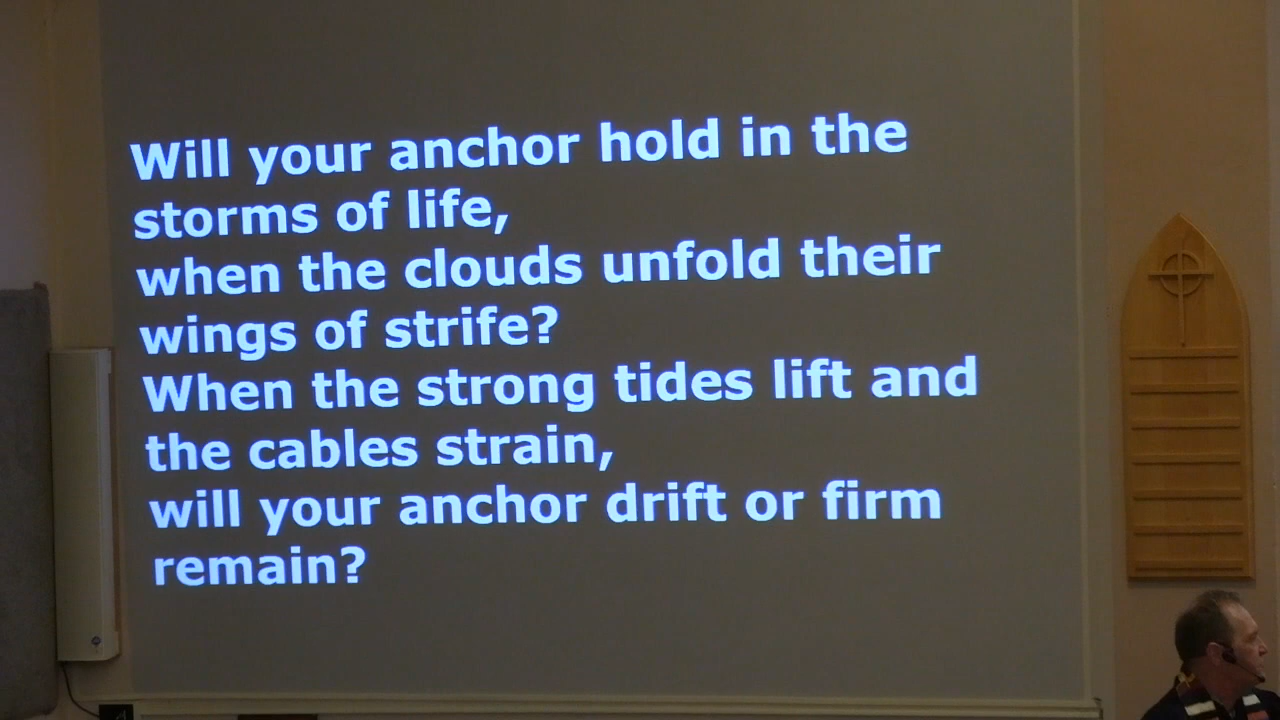 Will your anchor hold in the
storms of life,
when the clouds unfold their
wings of strife?
When the strong tides lift and
the cables strain,
will your anchor drift or firm
remain?